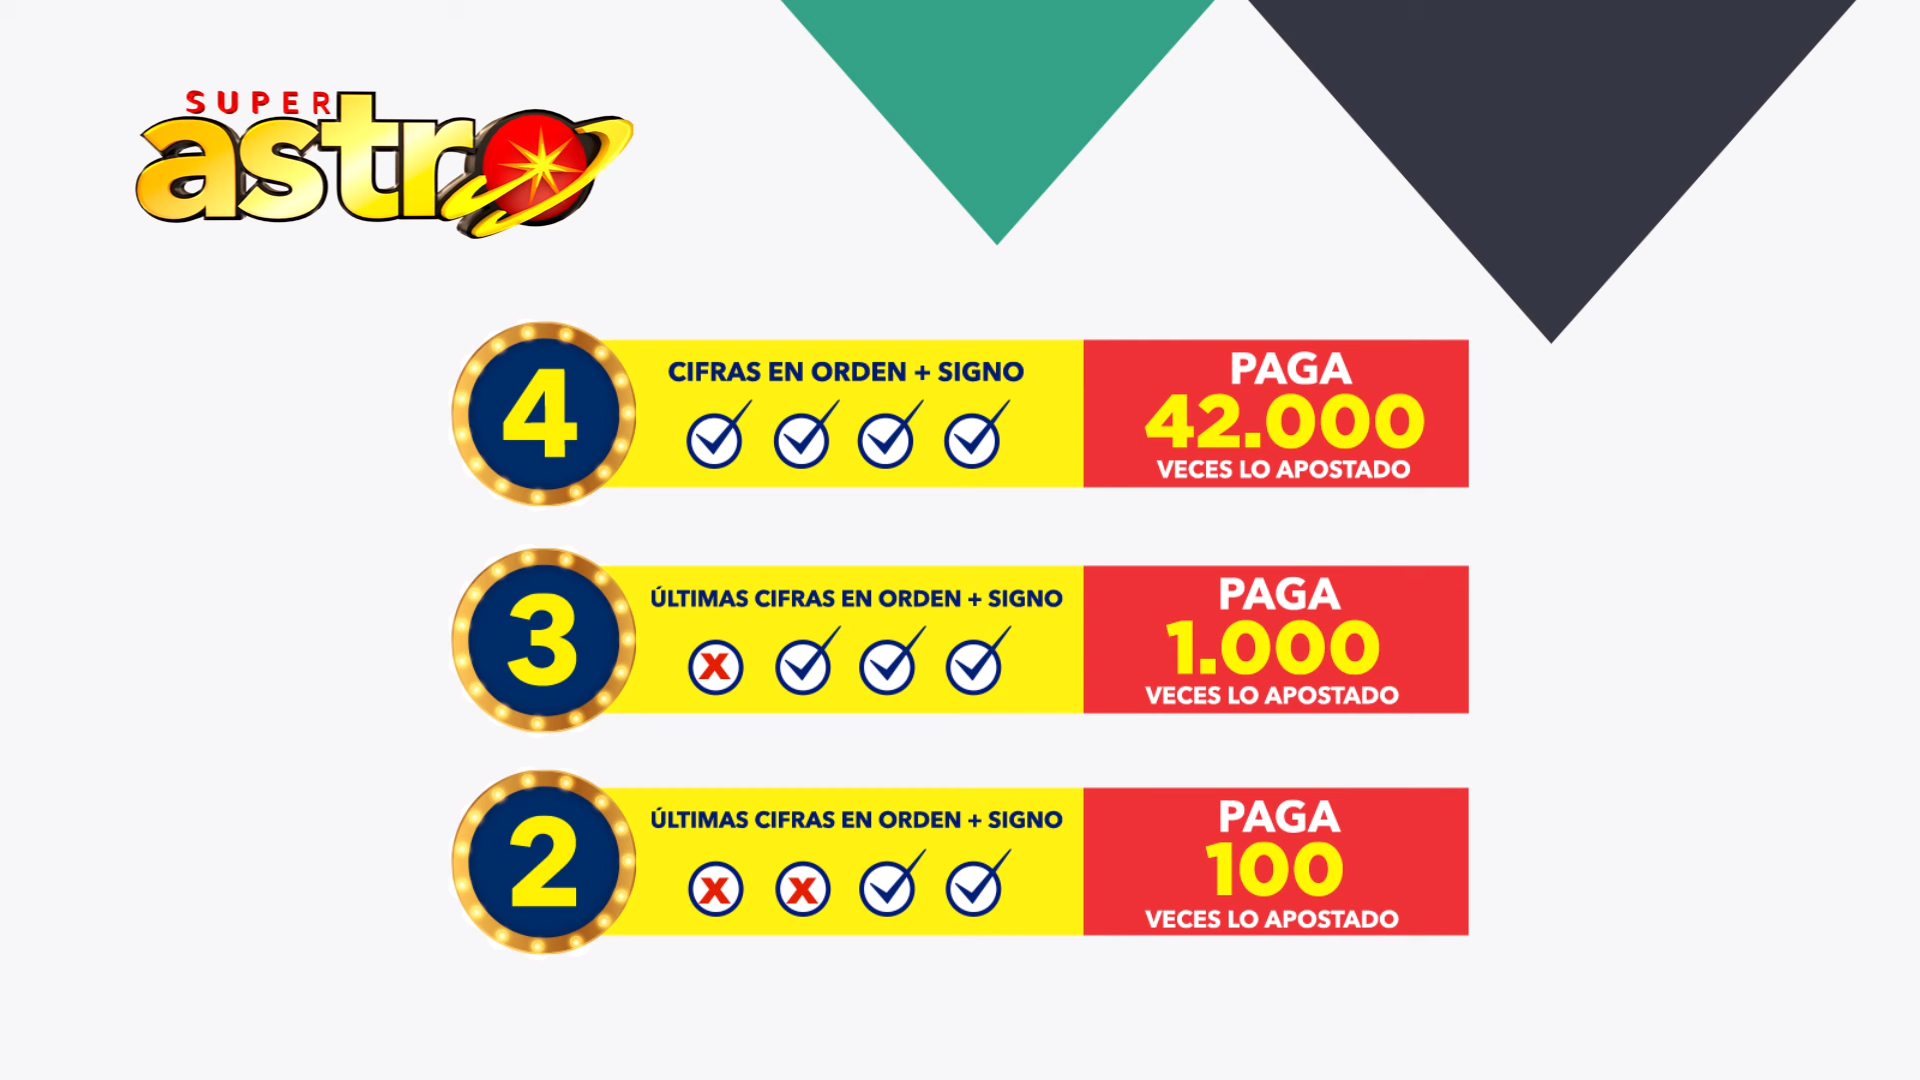 SUPER
astro
4
CIFRAS EN ORDEN + SIGNO
PAGA
42.000
VECES LO APOSTADO
3
ÚLTIMAS CIFRAS EN ORDEN + SIGNO
X
PAGA
1.000
VECES LO APOSTADO
2
ÚLTIMAS CIFRAS EN ORDEN + SIGNO
X X
PAGA
100
VECES LO APOSTADO